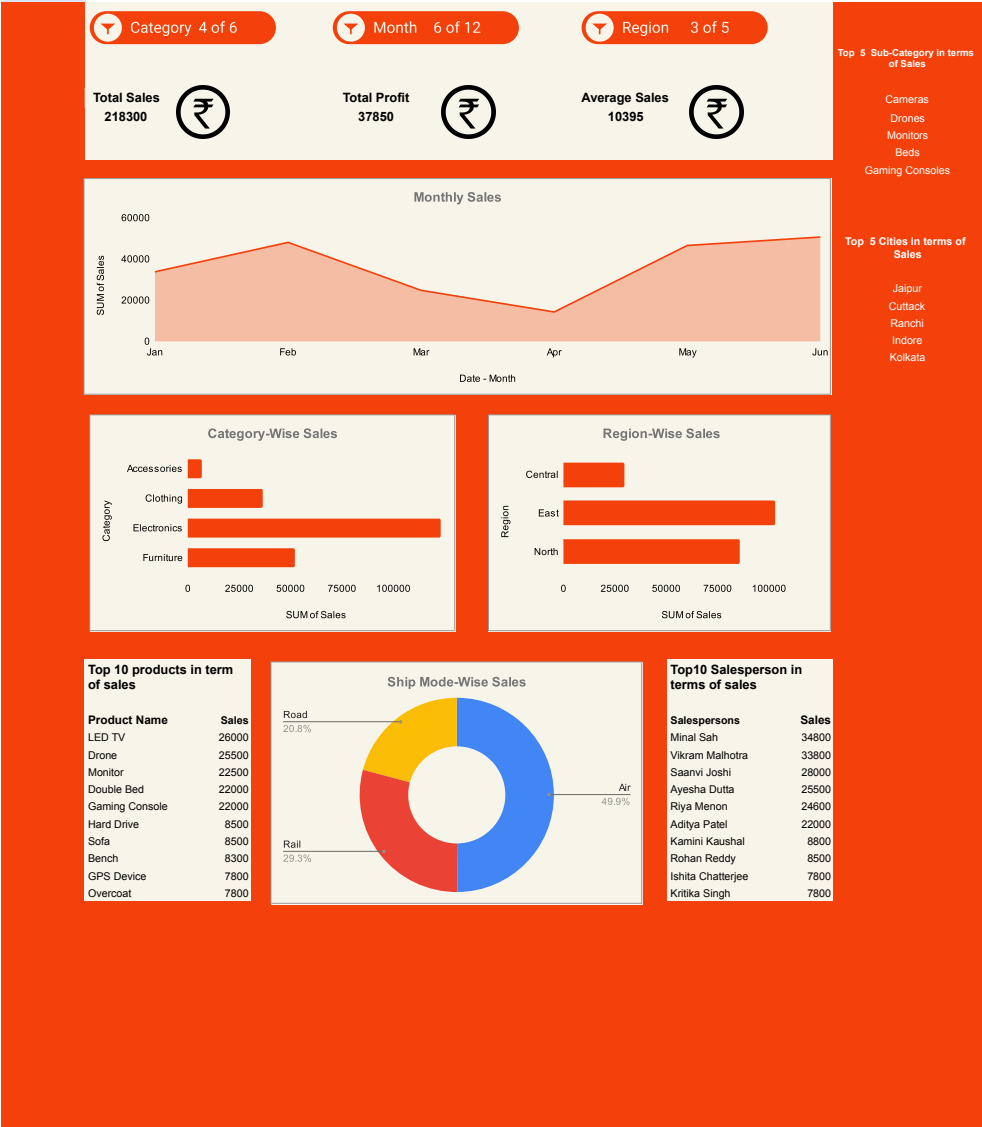 Category 4 of 6
Month 6 of 12
Region 3 of 5
Total Sales
218300
Total Profit
37850
Average Sales
10395
Top 5 Sub-Category in terms
of Sales
Cameras
Drones
Monitors
Beds
Gaming Consoles
Top 5 Cities in terms of
Sales
Jaipur
Cuttack
Ranchi
Indore
Kolkata
Monthly Sales
SUM of Sales
60000
40000
20000
0
Jan Feb Mar Apr May Jun
Date - Month
Category-Wise Sales
Category
Accessories
Clothing
Electronics
Furniture
0 25000 50000 75000 100000
SUM of Sales
Region-Wise Sales
Region
Central
East
North
0 25000 50000 75000 100000
SUM of Sales
Top 10 products in term
of sales
Product Name Sales
LED TV 26000
Drone 25500
Monitor 22500
Double Bed 22000
Gaming Console 22000
Hard Drive 8500
Sofa 8500
Bench 8300
GPS Device 7800
Overcoat 7800
Ship Mode-Wise Sales
Road
20.8%
Air
49.9%
Rail
29.3%
Top10 Salesperson in
terms of sales
Salespersons Sales
Minal Sah 34800
Vikram Malhotra 33800
Saanvi Joshi 28000
Ayesha Dutta 25500
Riya Menon 24600
Aditya Patel 22000
Kamini Kaushal 8800
Rohan Reddy 8500
Ishita Chatterjee 7800
Kritika Singh 7800